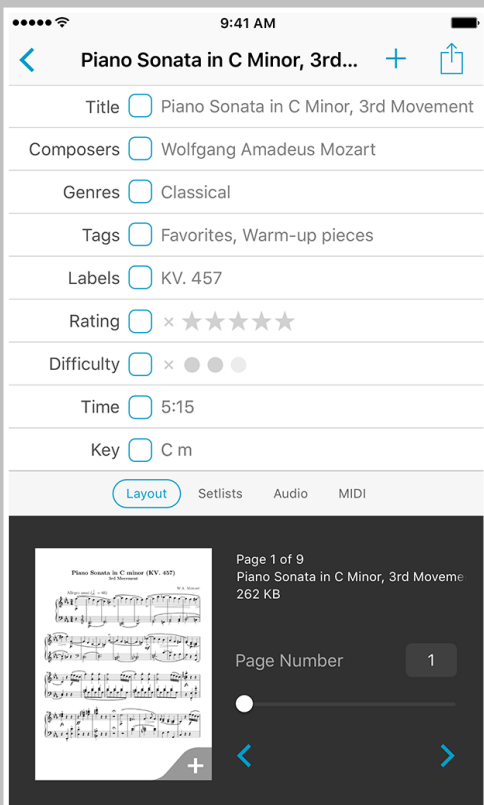 9:41 AM
Piano Sonata in C Minor, 3rd...
Title Piano Sonata in C Minor, 3rd Movement
Composers Wolfgang Amadeus Mozart
Genres Classical
Tags Favorites, Warm-up pieces
Labels KV. 457
Rating × ★★★★★
Difficulty ×
Time 5:15
Key C m
Layout Setlists Audio MIDI
Page 1 of 9
Piano Sonata in C Minor, 3rd Moveme
262 KB
Page Number 1
Piano Sonata in C minor (KV. 457)
3rd Movement
W.A. Mozart
Allegro assai